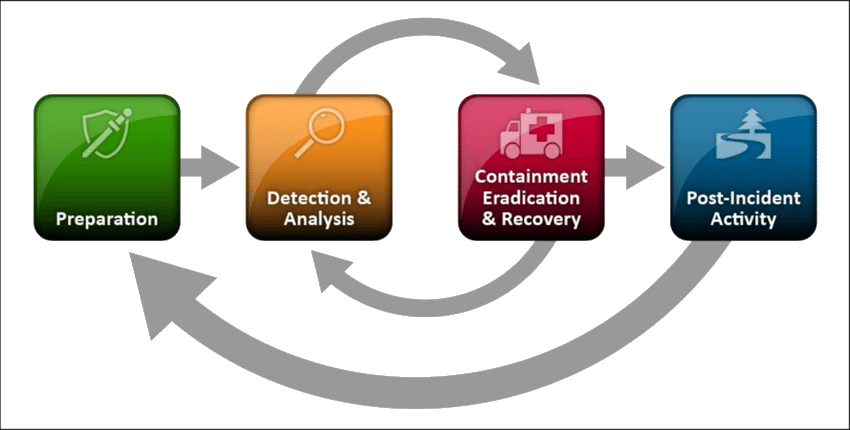 Preparation
Detection &
Analysis
Containment
Eradication
& Recovery
Post-Incident
Activity